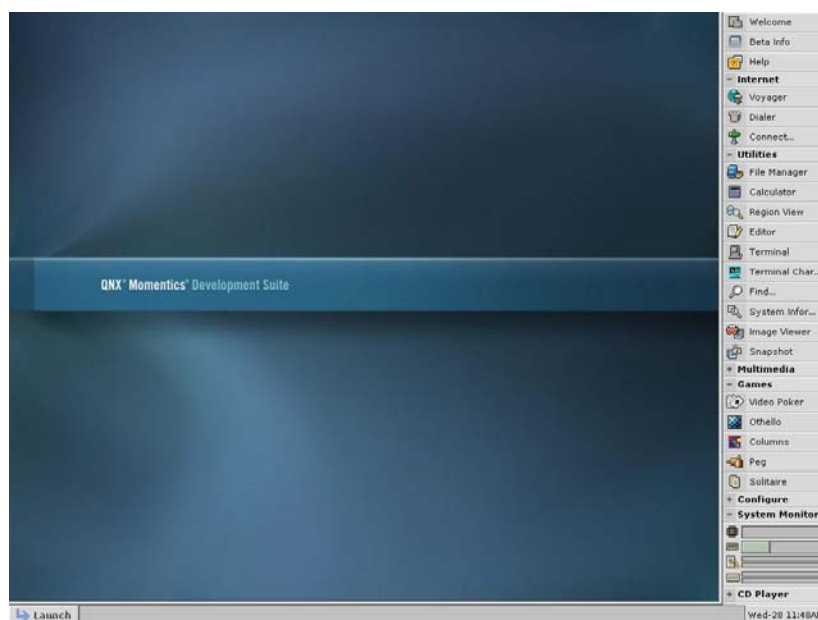 Welcome
Beta Info
Help
- Internet
Voyager
Dialer
Connect...
- Utilities
File Manager
Calculator
Region View
Editor
Terminal
Terminal Char..
Find...
System Infor...
Image Viewer
Snapshot
+ Multimedia
- Games
Video Poker
Othello
Columns
Peg
Solitaire
+ Configure
- System Monitor
+ CD Player
QNX® Momentics® Development Suite
Launch
Wed-28 11:48AM